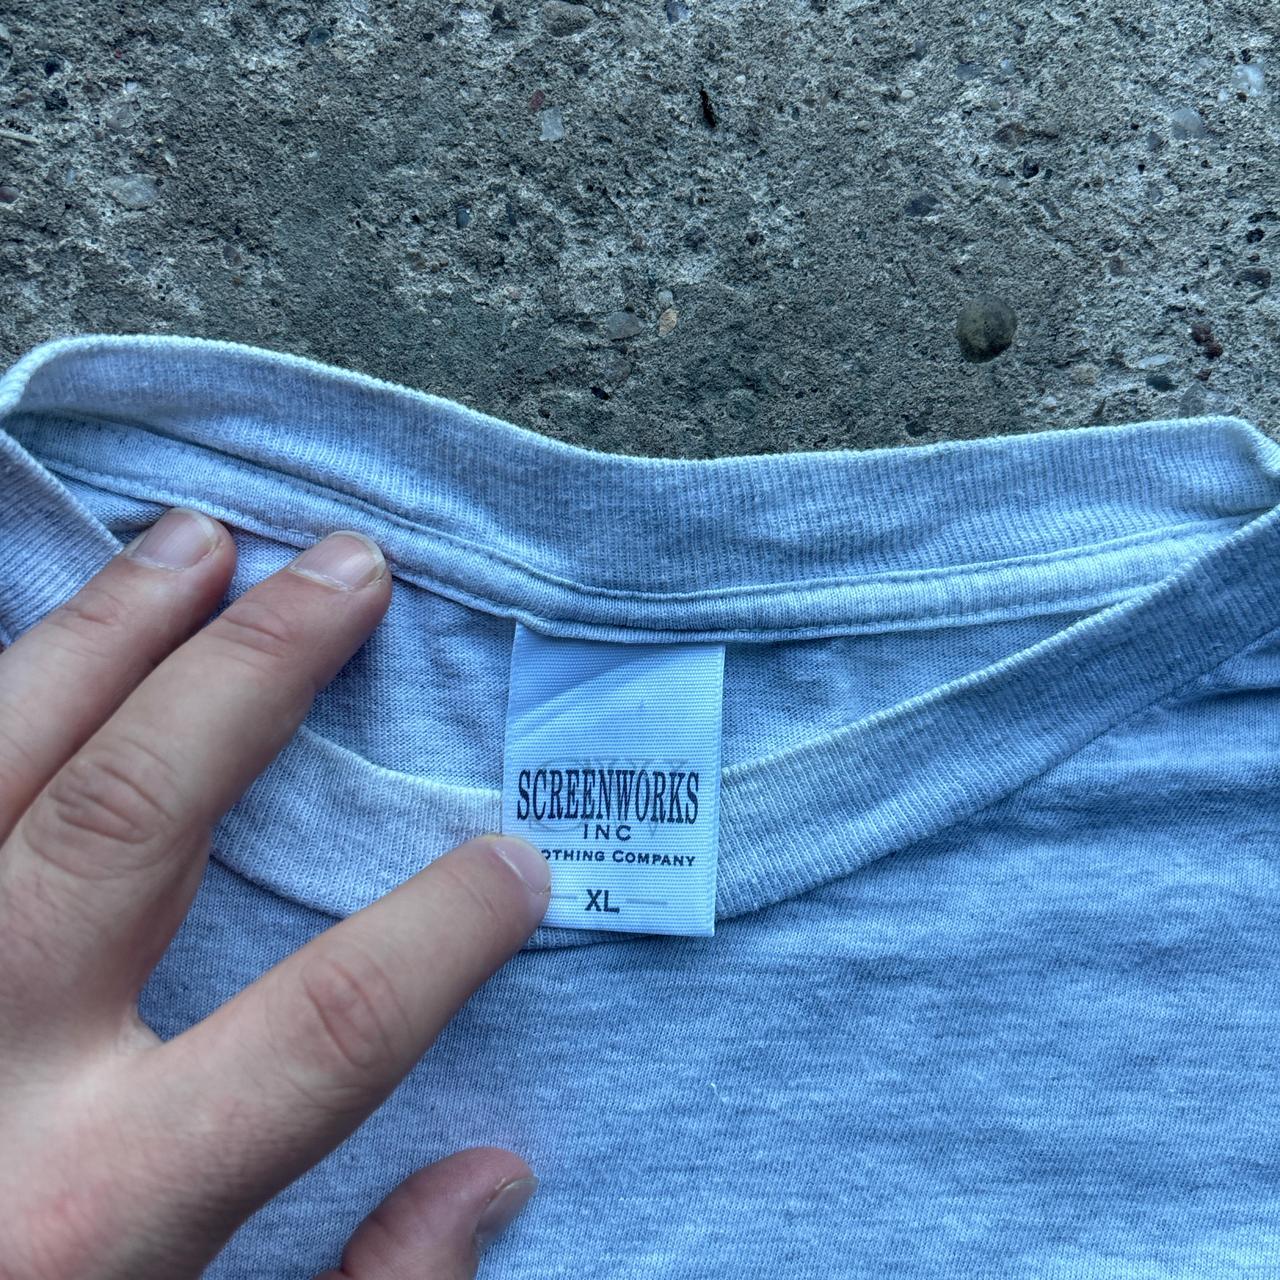 SCREENWORKS
INC
OTHING COMPANY
XL